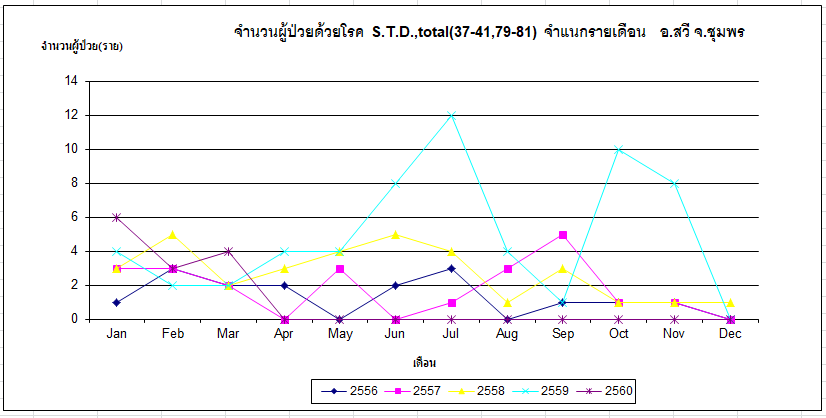 จำนวนผู้ป่วยด้วยโรค S.T.D.,total(37-41,79-81) จำแนกรายเดือน อ.สวี จ.ชุมพร
จำนวนผู้ป่วย(ราย)
14
12
10
8
6
4
2
0
Jan Feb Mar Apr May Jun Jul Aug Sep Oct Nov Dec
เดือน
2556 2557 2558 2559 2560